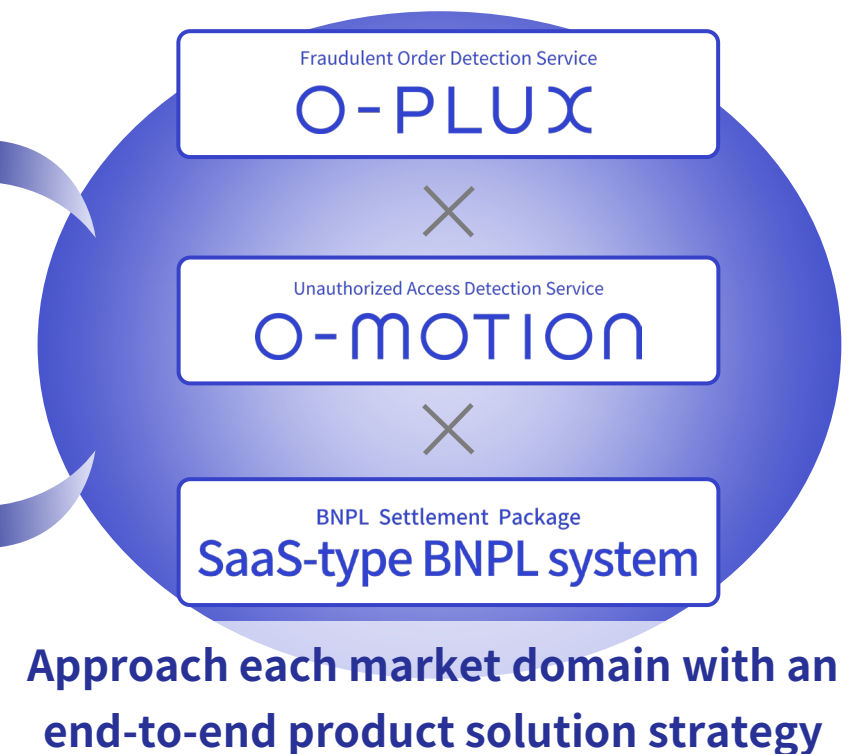 Fraudulent Order Detection Service
O-PLUX
Unauthorized Access Detection Service
O-MOTION
BNPL Settlement Package
SaaS-type BNPL system
Approach each market domain with an
end-to-end product solution strategy